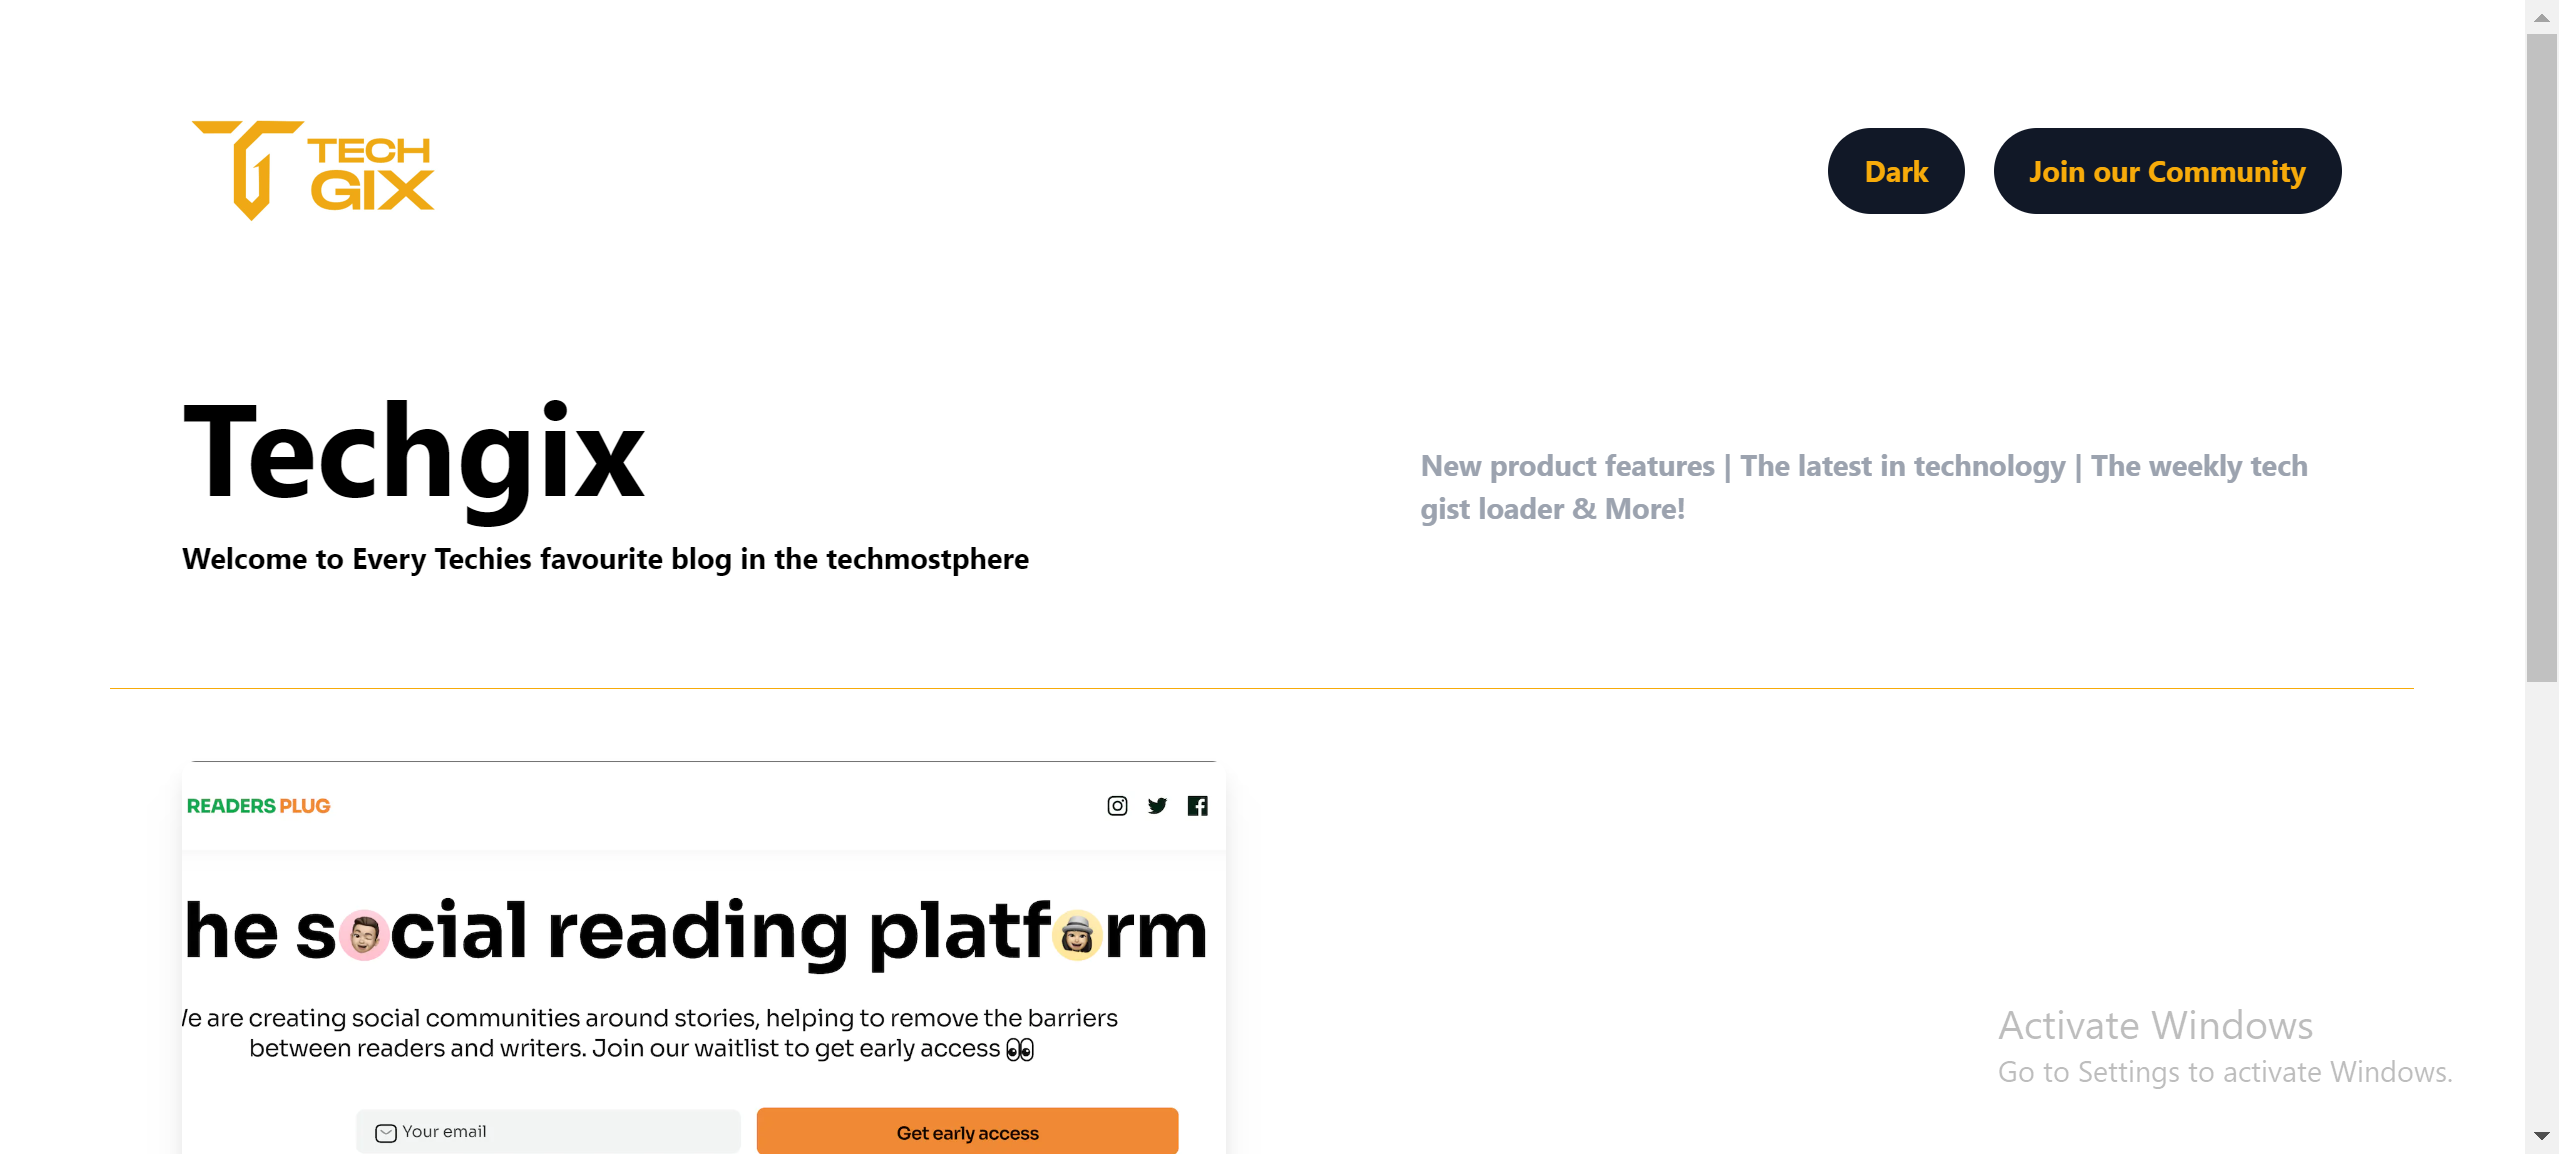 TECH
GIX
Dark
Join our Community
Techgix
Welcome to Every Techies favourite blog in the techmostphere
New product features | The latest in technology | The weekly tech
gist loader & More!
READERS PLUG
he social reading platform
e are creating social communities around stories, helping to remove the barriers
between readers and writers. Join our waitlist to get early access 👀
Your email
Get early access
Activate Windows
Go to Settings to activate Windows.